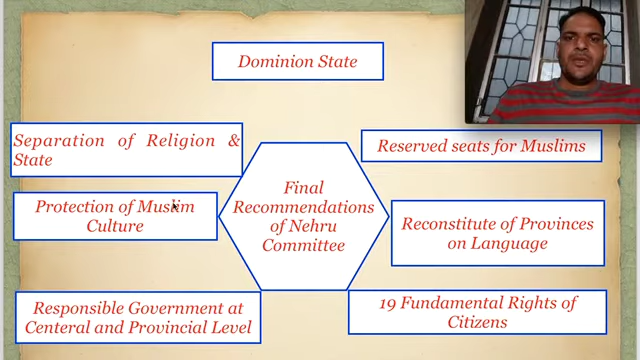 Dominion State
Separation of Religion &
State
Reserved seats for Muslims
Protection of Muslim
Culture
Final
Recommendations
of Nehru
Committee
Reconstitute of Provinces
on Language
Responsible Government at
Centeral and Provincial Level
19 Fundamental Rights of
Citizens